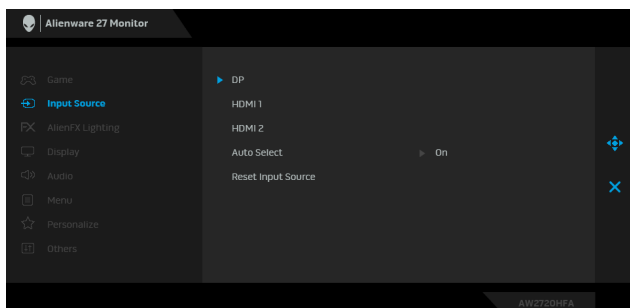 Alienware 27 Monitor
Game
Input Source
FX AlienFX Lighting
Display
Audio
Menu
Personalize
Others
DP
HDMI 1
HDMI 2
Auto Select On
Reset Input Source
AW2720HFA